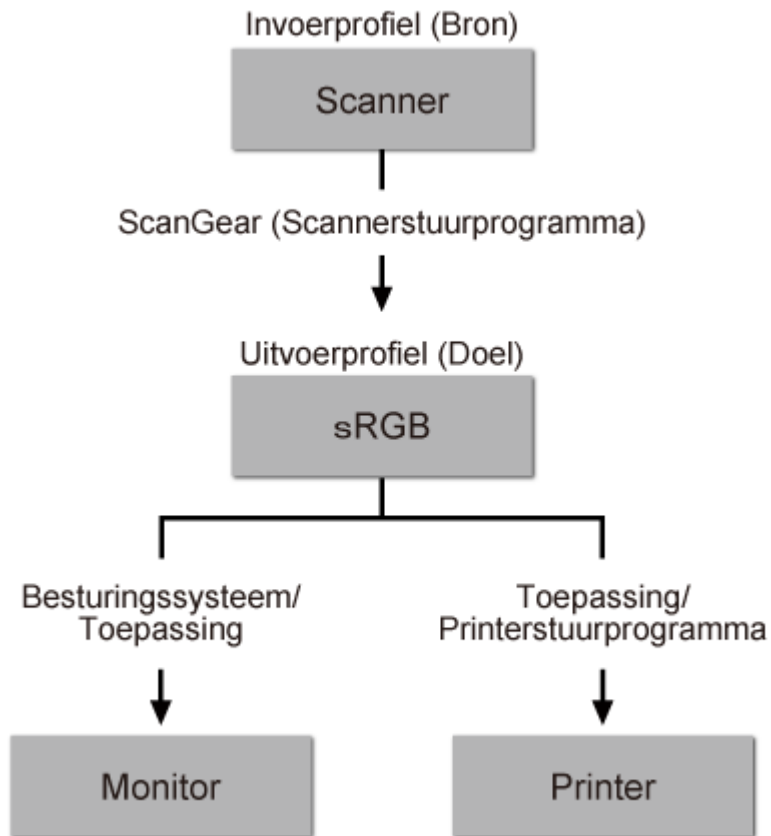 Invoerprofiel (Bron)
Scanner
ScanGear (Scannerstuurprogramma)
Uitvoerprofiel (Doel)
sRGB
Besturingssysteem/
Toepassing
Toepassing/
Printerstuurprogramma
Monitor
Printer